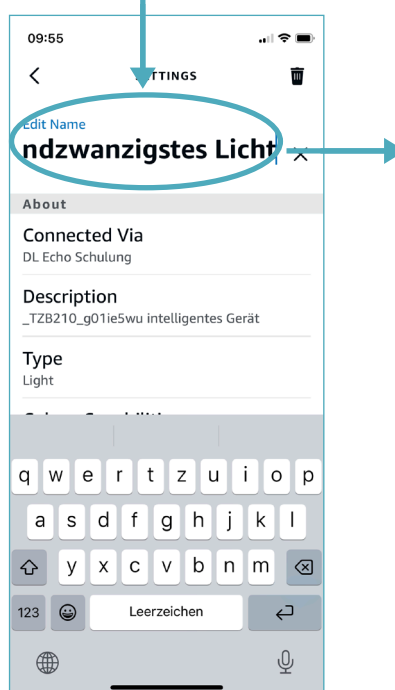 09:55
TTINGS
Edit Name
ndzwanzigstes Licht
About
Connected Via
DL Echo Schulung
Description
_TZB210_g01ie5wu intelligentes Gerät
Type
Light
q w e r t z u i o p
a s d f g h j k l
y x c v b n m
123 Leerzeichen